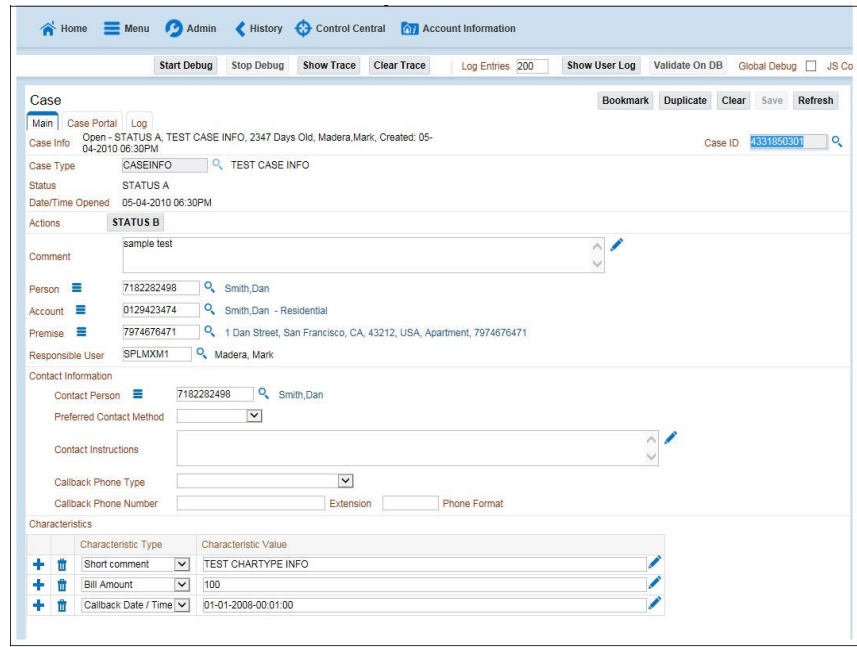 Home Menu Admin History Control Central Account Information
Start Debug Stop Debug Show Trace Clear Trace Log Entries 200 Show User Log Validate On DB Global Debug JS Co
Case Bookmark Duplicate Clear Save Refresh
Main Case Portal Log
Case Info Open - STATUS A, TEST CASE INFO, 2347 Days Old, Madera,Mark, Created: 05-
04-2010 06:30PM
Case ID 4331850301
Case Type CASEINFO TEST CASE INFO
Status STATUS A
Date/Time Opened 05-04-2010 06:30PM
Actions STATUS B
Comment sample test
Person 7182282498 Smith,Dan
Account 0129423474 Smith,Dan - Residential
Premise 7974676471 1 Dan Street, San Francisco, CA, 43212, USA, Apartment, 7974676471
Responsible User SPLMXM1 Madera, Mark
Contact Information
Contact Person 7182282498 Smith,Dan
Preferred Contact Method
Contact Instructions
Callback Phone Type
Callback Phone Number Extension Phone Format
Characteristics
Characteristic Type Characteristic Value
Short comment TEST CHARTYPE INFO
Bill Amount 100
Callback Date / Time 01-01-2008-00:01:00